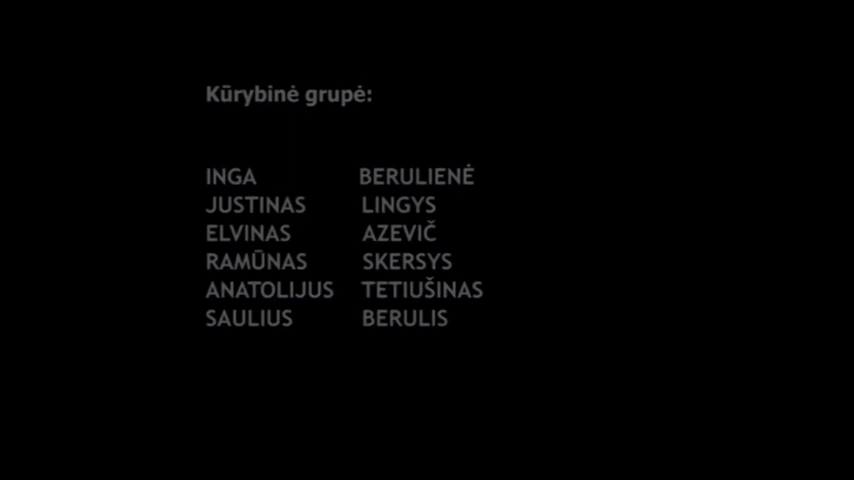 Kūrybinė grupė:
INGA BERULIENĖ
JUSTINAS LINGYS
ELVINAS AZEVIČ
RAMŪNAS SKERSYS
ANATOLIJUS TETIUŠINAS
SAULIUS BERULIS